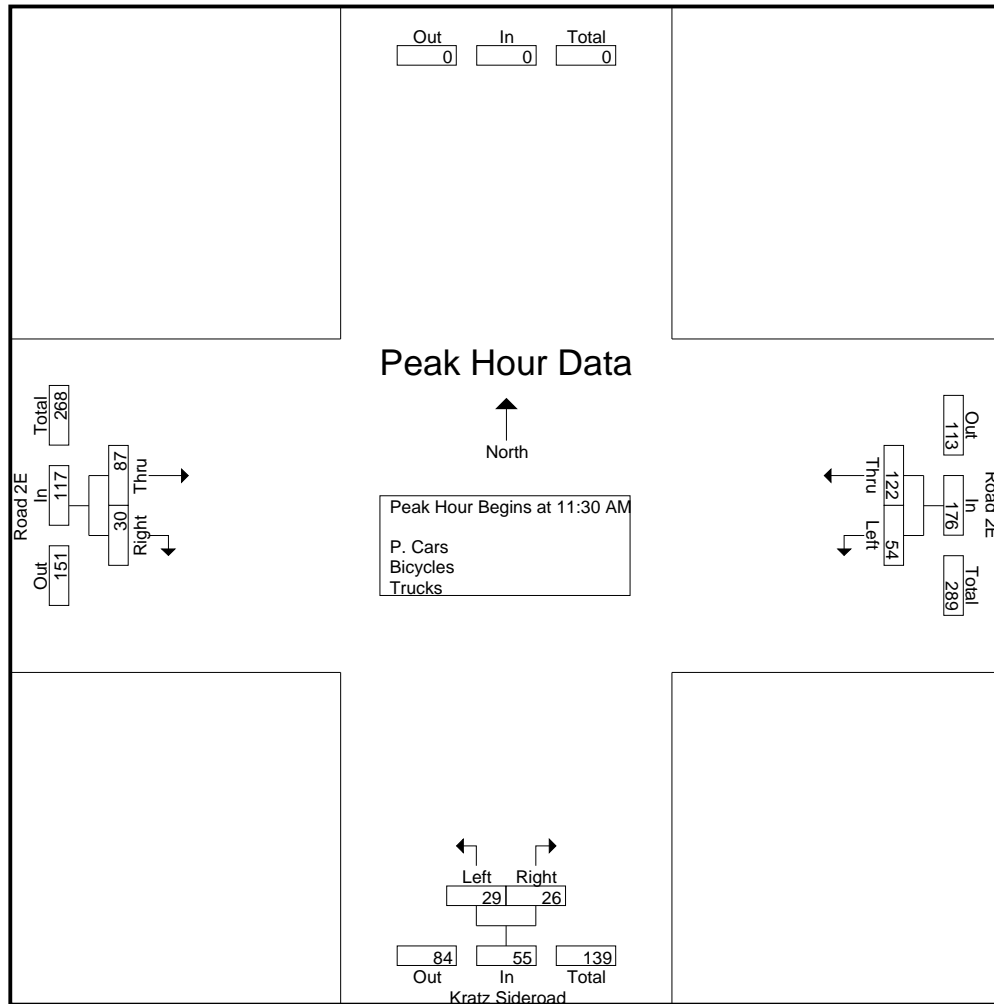 Out In Total
0 0 0
Peak Hour Data
North
Peak Hour Begins at 11:30 AM
P. Cars
Bicycles
Trucks
Road 2E
Out In Total
151 117 268
Right Thru
30 87
Road 2E
Out In Total
113 176 289
Thru Left
122 54
Left Right
29 26
84 55 139
Out In Total
Kratz Sideroad